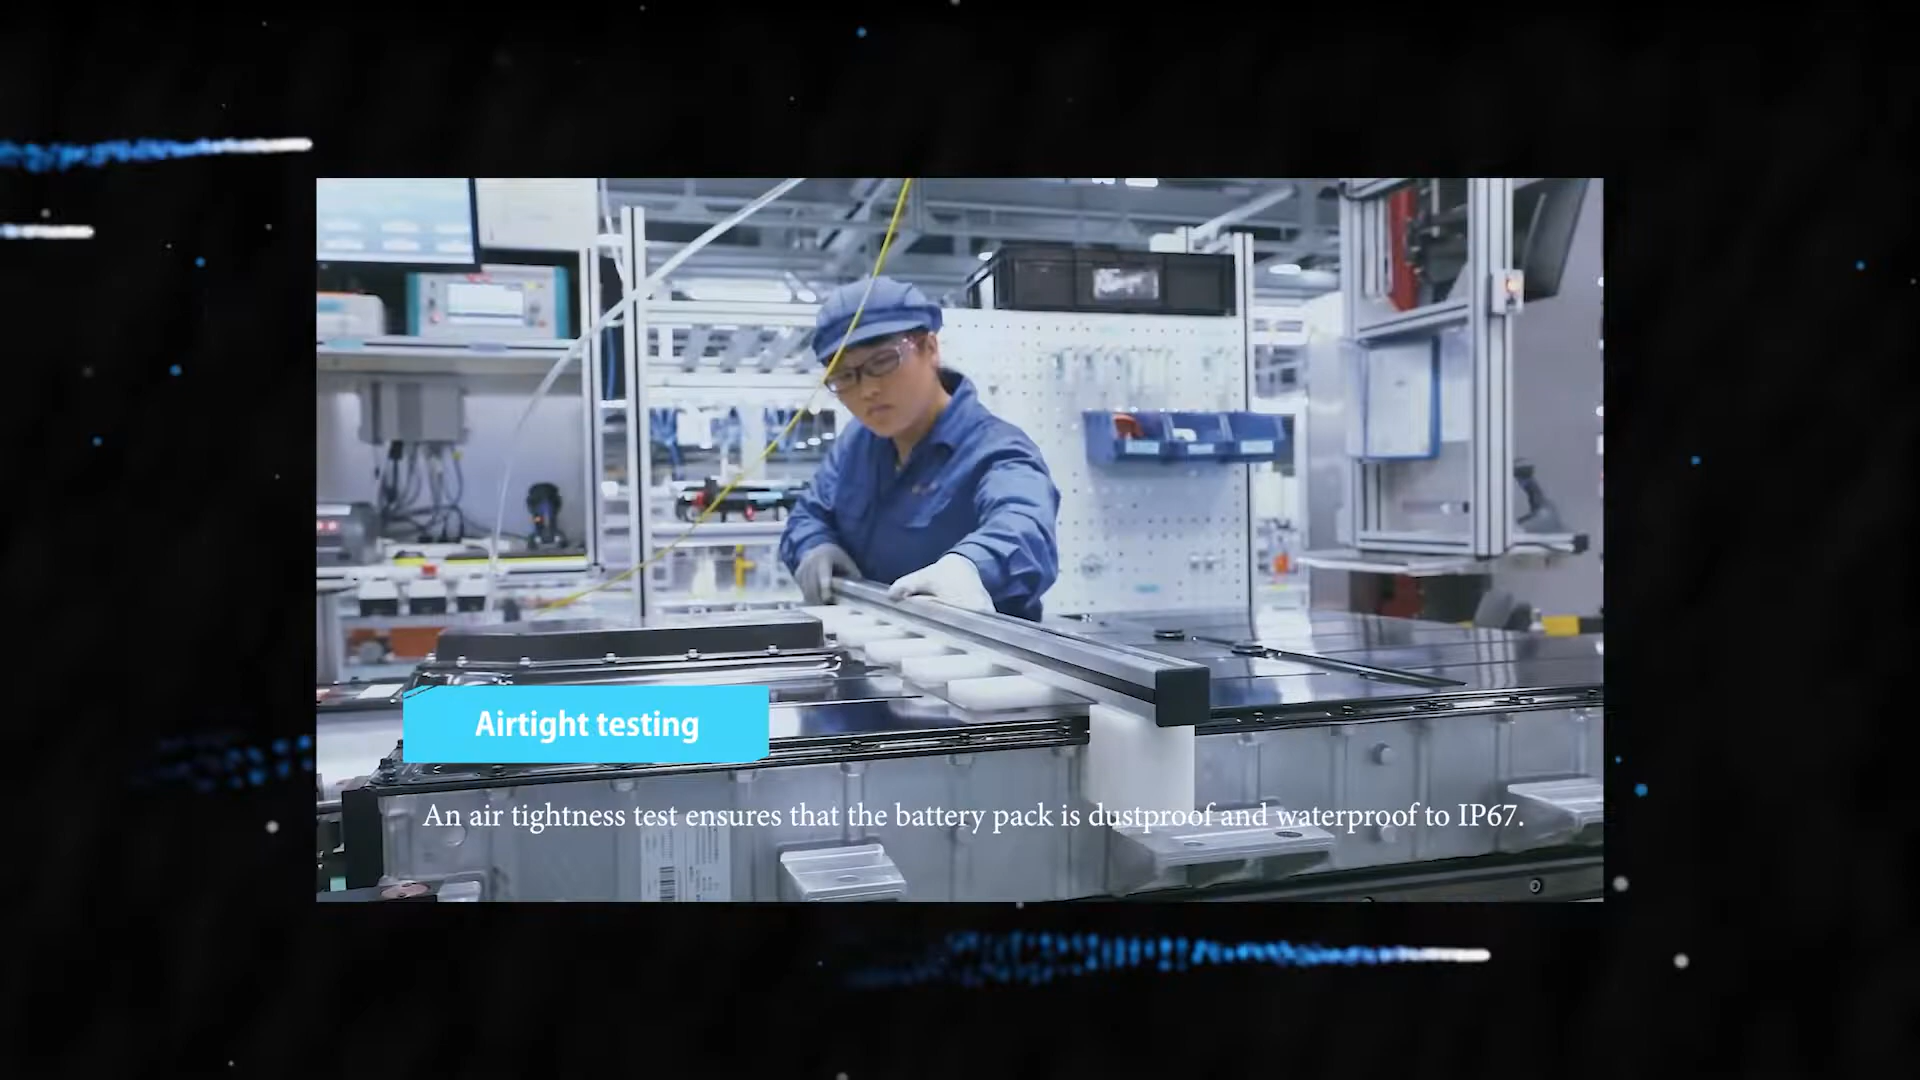 Airtight testing
An air tightness test ensures that the battery pack is dustproof and waterproof to IP67.